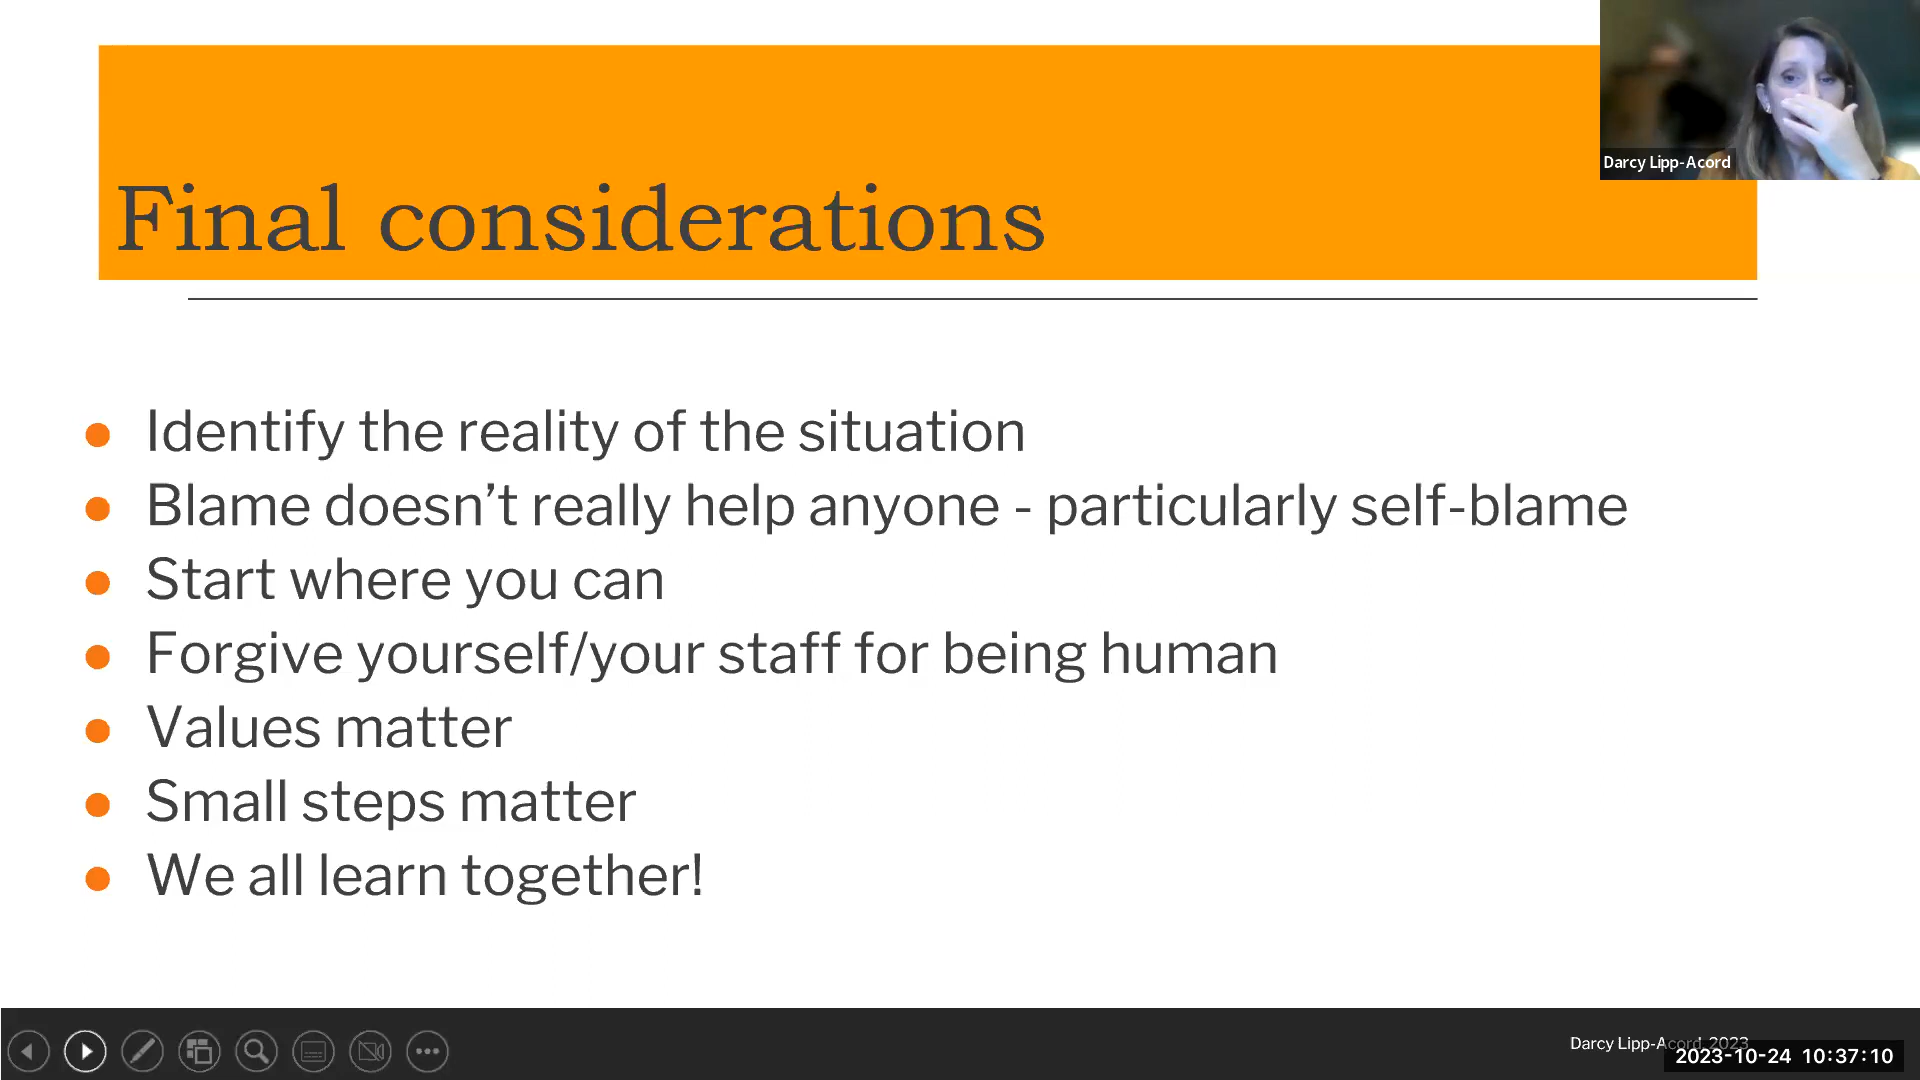 Darcy Lipp-Acord
Final considerations
Identify the reality of the situation
Blame doesn’t really help anyone - particularly self-blame
Start where you can
Forgive yourself/your staff for being human
Values matter
Small steps matter
We all learn together!
Darcy Lipp-Acord, 2023
2023-10-24 10:37:10